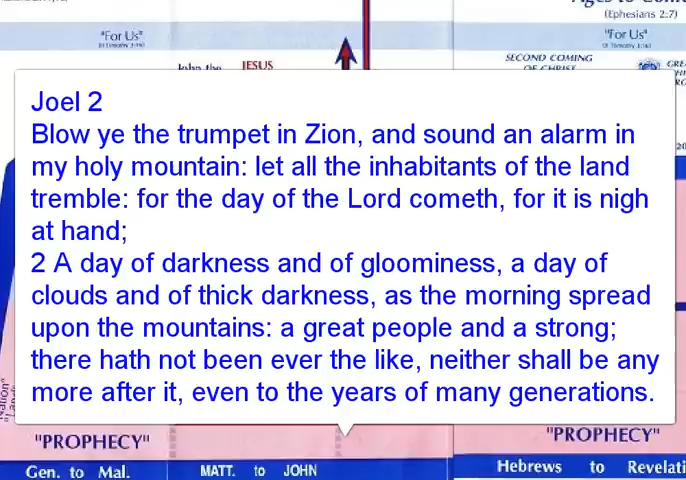 Ages to Come
(Ephesians 2:7)
"For Us"
"For Us"
John the
JESUS
SECOND COMING
OF CHRIST
Joel 2
Blow ye the trumpet in Zion, and sound an alarm in
my holy mountain: let all the inhabitants of the land
tremble: for the day of the Lord cometh, for it is nigh
at hand;
2 A day of darkness and of gloominess, a day of
clouds and of thick darkness, as the morning spread
upon the mountains: a great people and a strong;
there hath not been ever the like, neither shall be any
more after it, even to the years of many generations.
"PROPHECY"
"PROPHECY"
Gen. to Mal.
MATT. to JOHN
Hebrews to Revelati